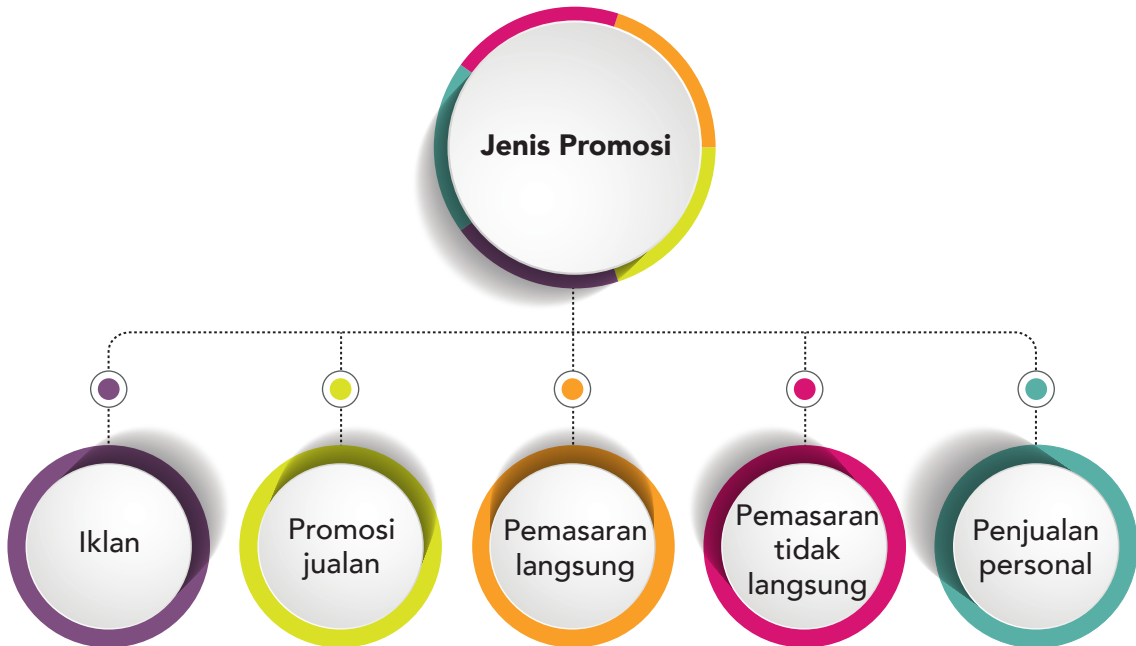 Jenis Promosi
Iklan
Promosi
jualan
Pemasaran
langsung
Pemasaran
tidak
langsung
Penjualan
personal